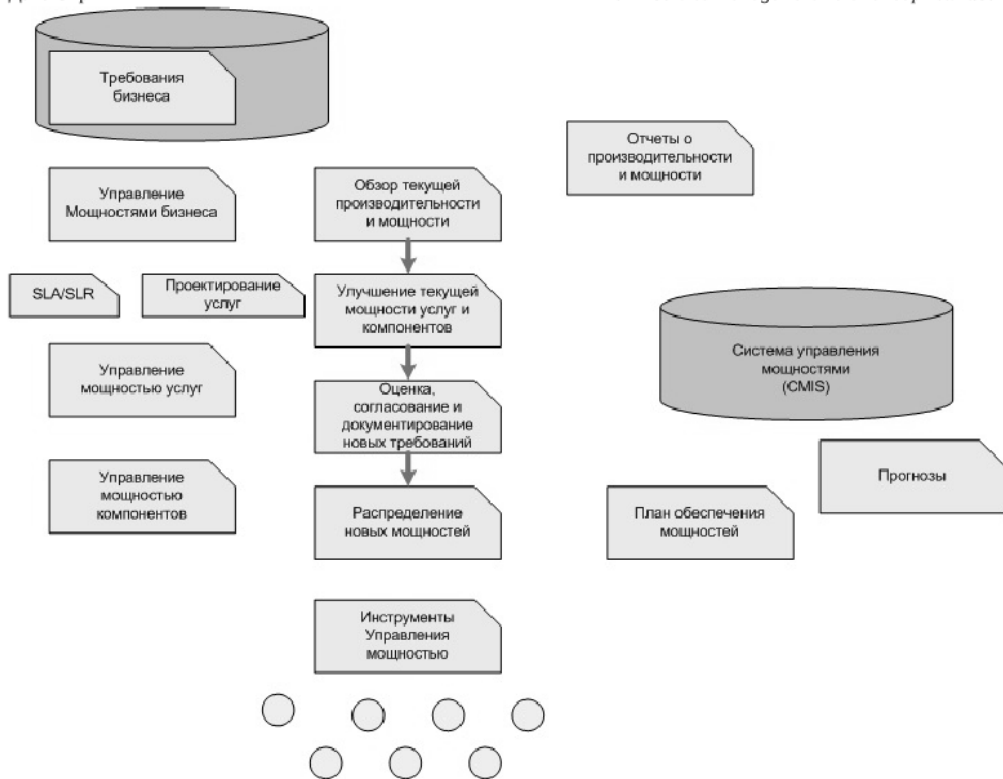 Требования
бизнеса
Отчеты о
производительности
и мощности
Управление
Мощностями бизнеса
Обзор текущей
производительности
и мощности
SLA/SLR
Проектирование
услуг
Улучшение текущей
мощности услуг и
компонентов
Система управления
мощностями
(CMIS)
Управление
мощностью услуг
Оценка,
согласование и
документирование
новых требований
Управление
мощностью
компонентов
Распределение
новых мощностей
План обеспечения
мощностей
Прогнозы
Инструменты
Управления
мощностью